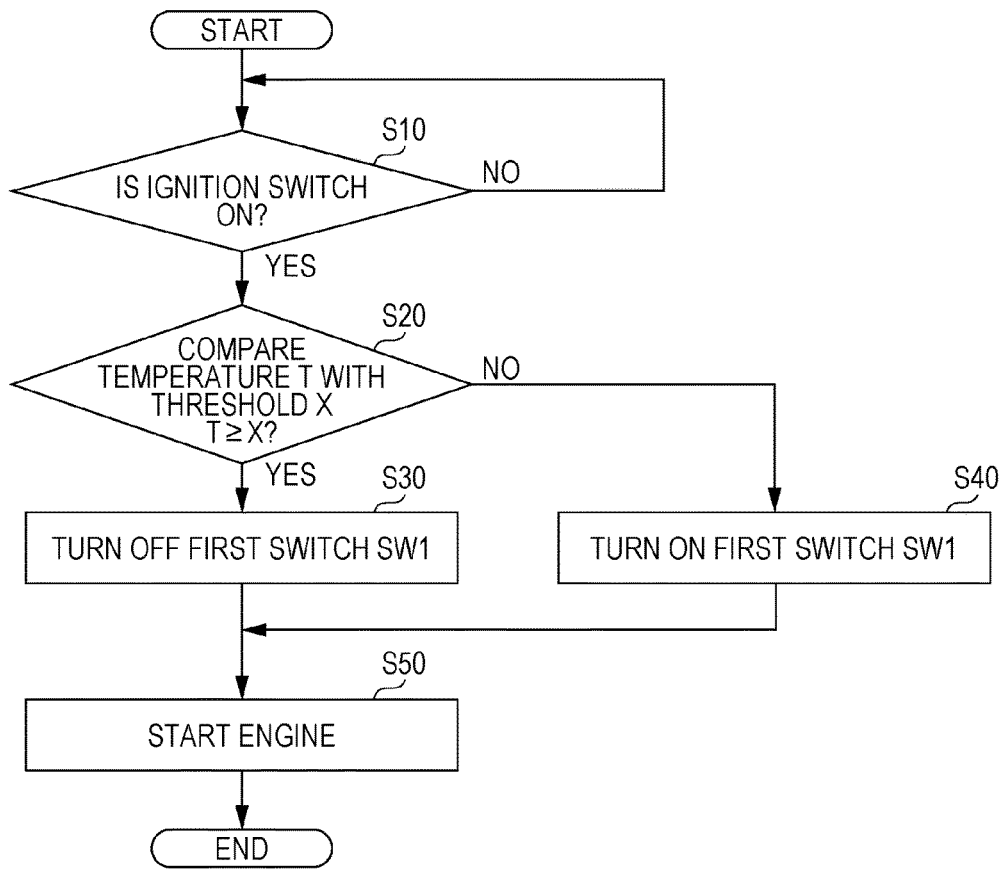 START
S10
IS IGNITION SWITCH
ON?
NO
YES
S20
COMPARE
TEMPERATURE T WITH
THRESHOLD X
T ≥ X?
NO
YES
S30
TURN OFF FIRST SWITCH SW1
S40
TURN ON FIRST SWITCH SW1
S50
START ENGINE
END